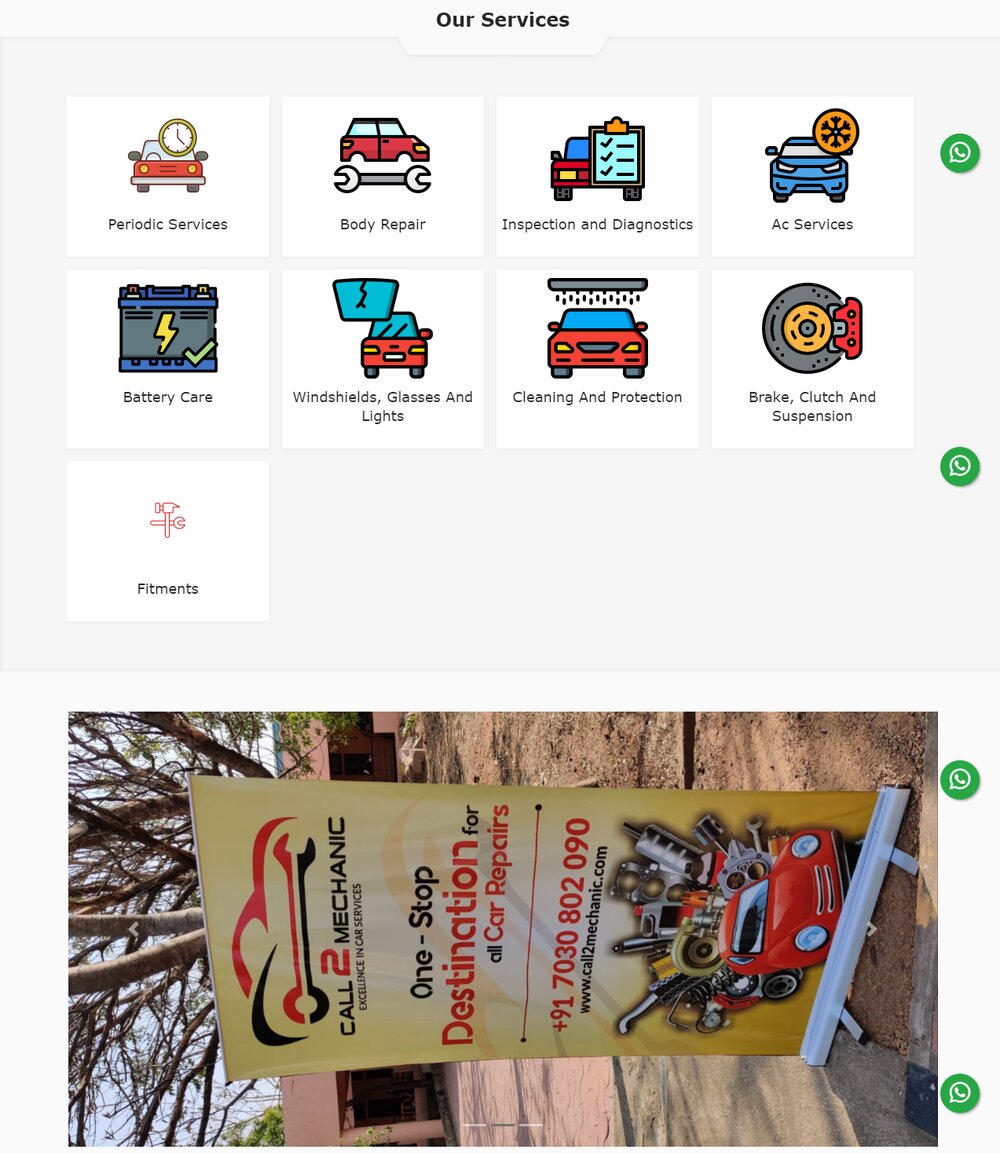 Our Services
Periodic Services
Body Repair
Inspection and Diagnostics
Ac Services
Battery Care
Windshields, Glasses And
Lights
Cleaning And Protection
Brake, Clutch And
Suspension
Fitments
CALL 2 MECHANIC
EXCELLENCE IN CAR SERVICES
One - Stop
Destination for
all Car Repairs
+91 7030 802 090
www.call2mechanic.com